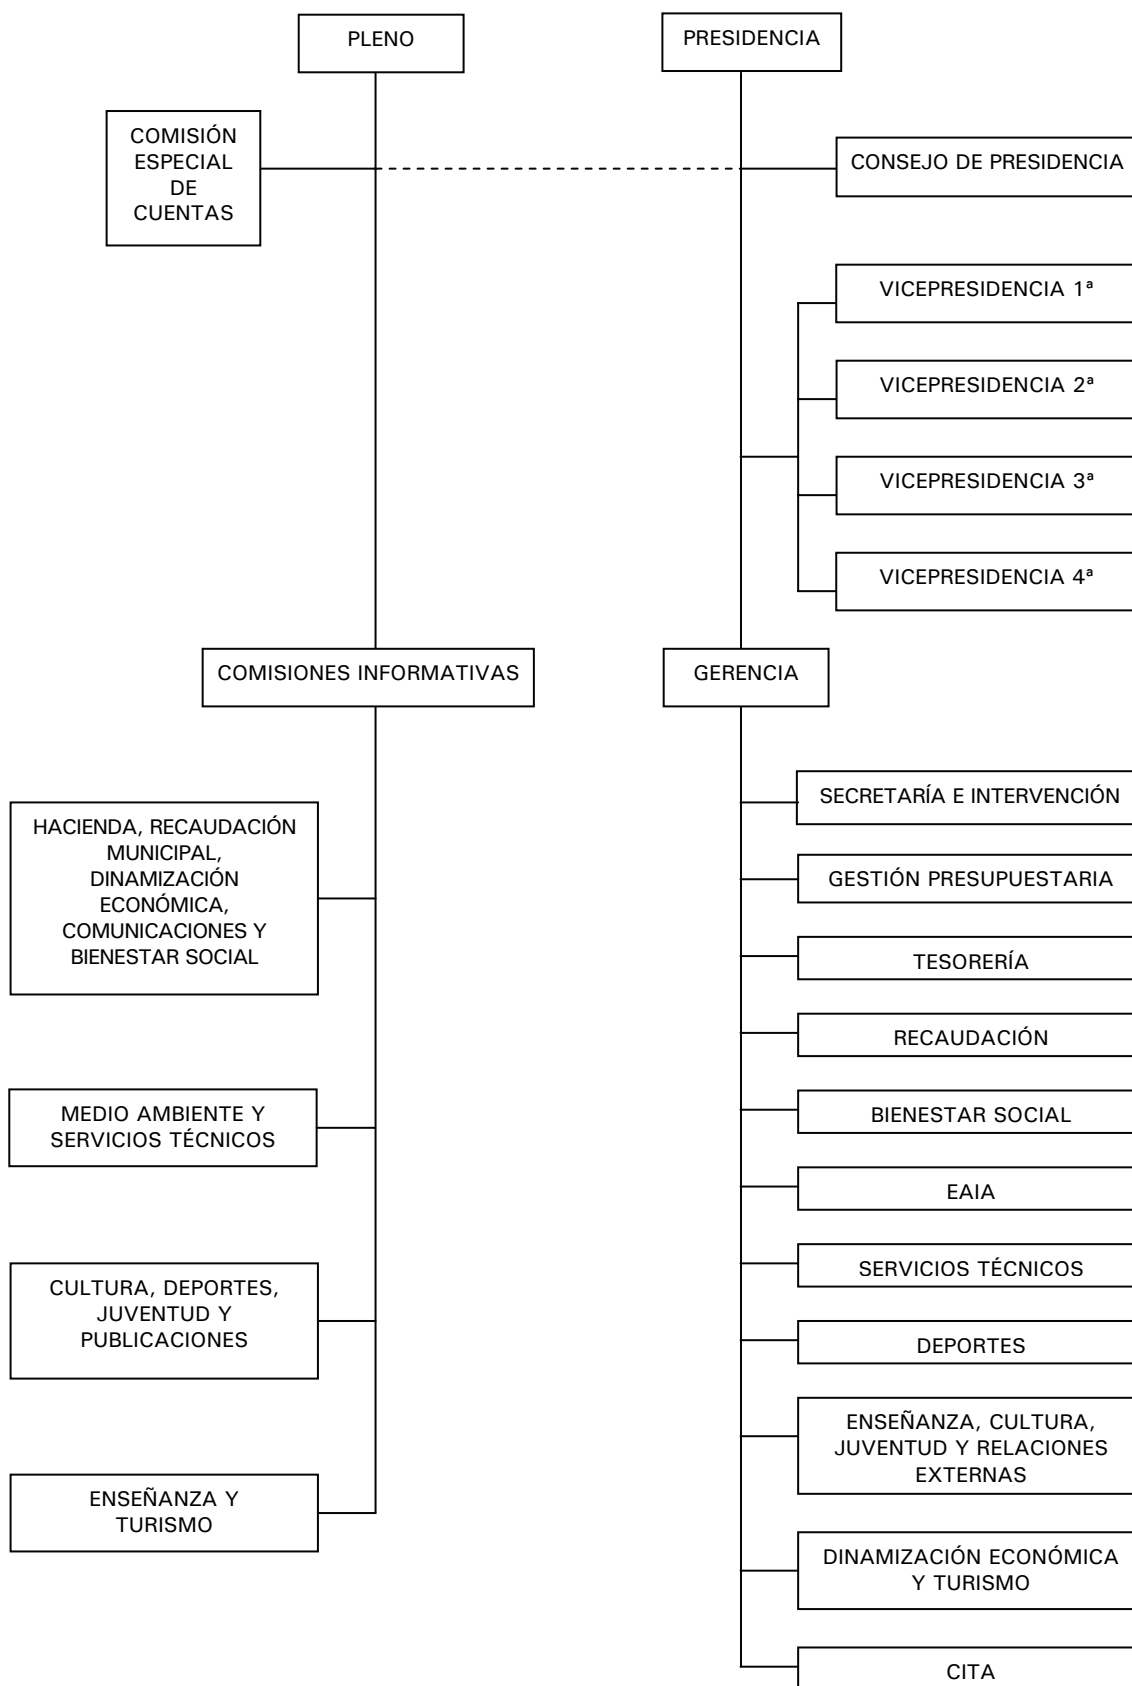 PLENO
PRESIDENCIA
COMISIÓN
ESPECIAL
DE
CUENTAS
CONSEJO DE PRESIDENCIA
VICEPRESIDENCIA 1ª
VICEPRESIDENCIA 2ª
VICEPRESIDENCIA 3ª
VICEPRESIDENCIA 4ª
COMISIONES INFORMATIVAS
GERENCIA
HACIENDA, RECAUDACIÓN
MUNICIPAL,
DINAMIZACIÓN
ECONÓMICA,
COMUNICACIONES Y
BIENESTAR SOCIAL
MEDIO AMBIENTE Y
SERVICIOS TÉCNICOS
CULTURA, DEPORTES,
JUVENTUD Y
PUBLICACIONES
ENSEÑANZA Y
TURISMO
SECRETARÍA E INTERVENCIÓN
GESTIÓN PRESUPUESTARIA
TESORERÍA
RECAUDACIÓN
BIENESTAR SOCIAL
EAIA
SERVICIOS TÉCNICOS
DEPORTES
ENSEÑANZA, CULTURA,
JUVENTUD Y RELACIONES
EXTERNAS
DINAMIZACIÓN ECONÓMICA
Y TURISMO
CITA